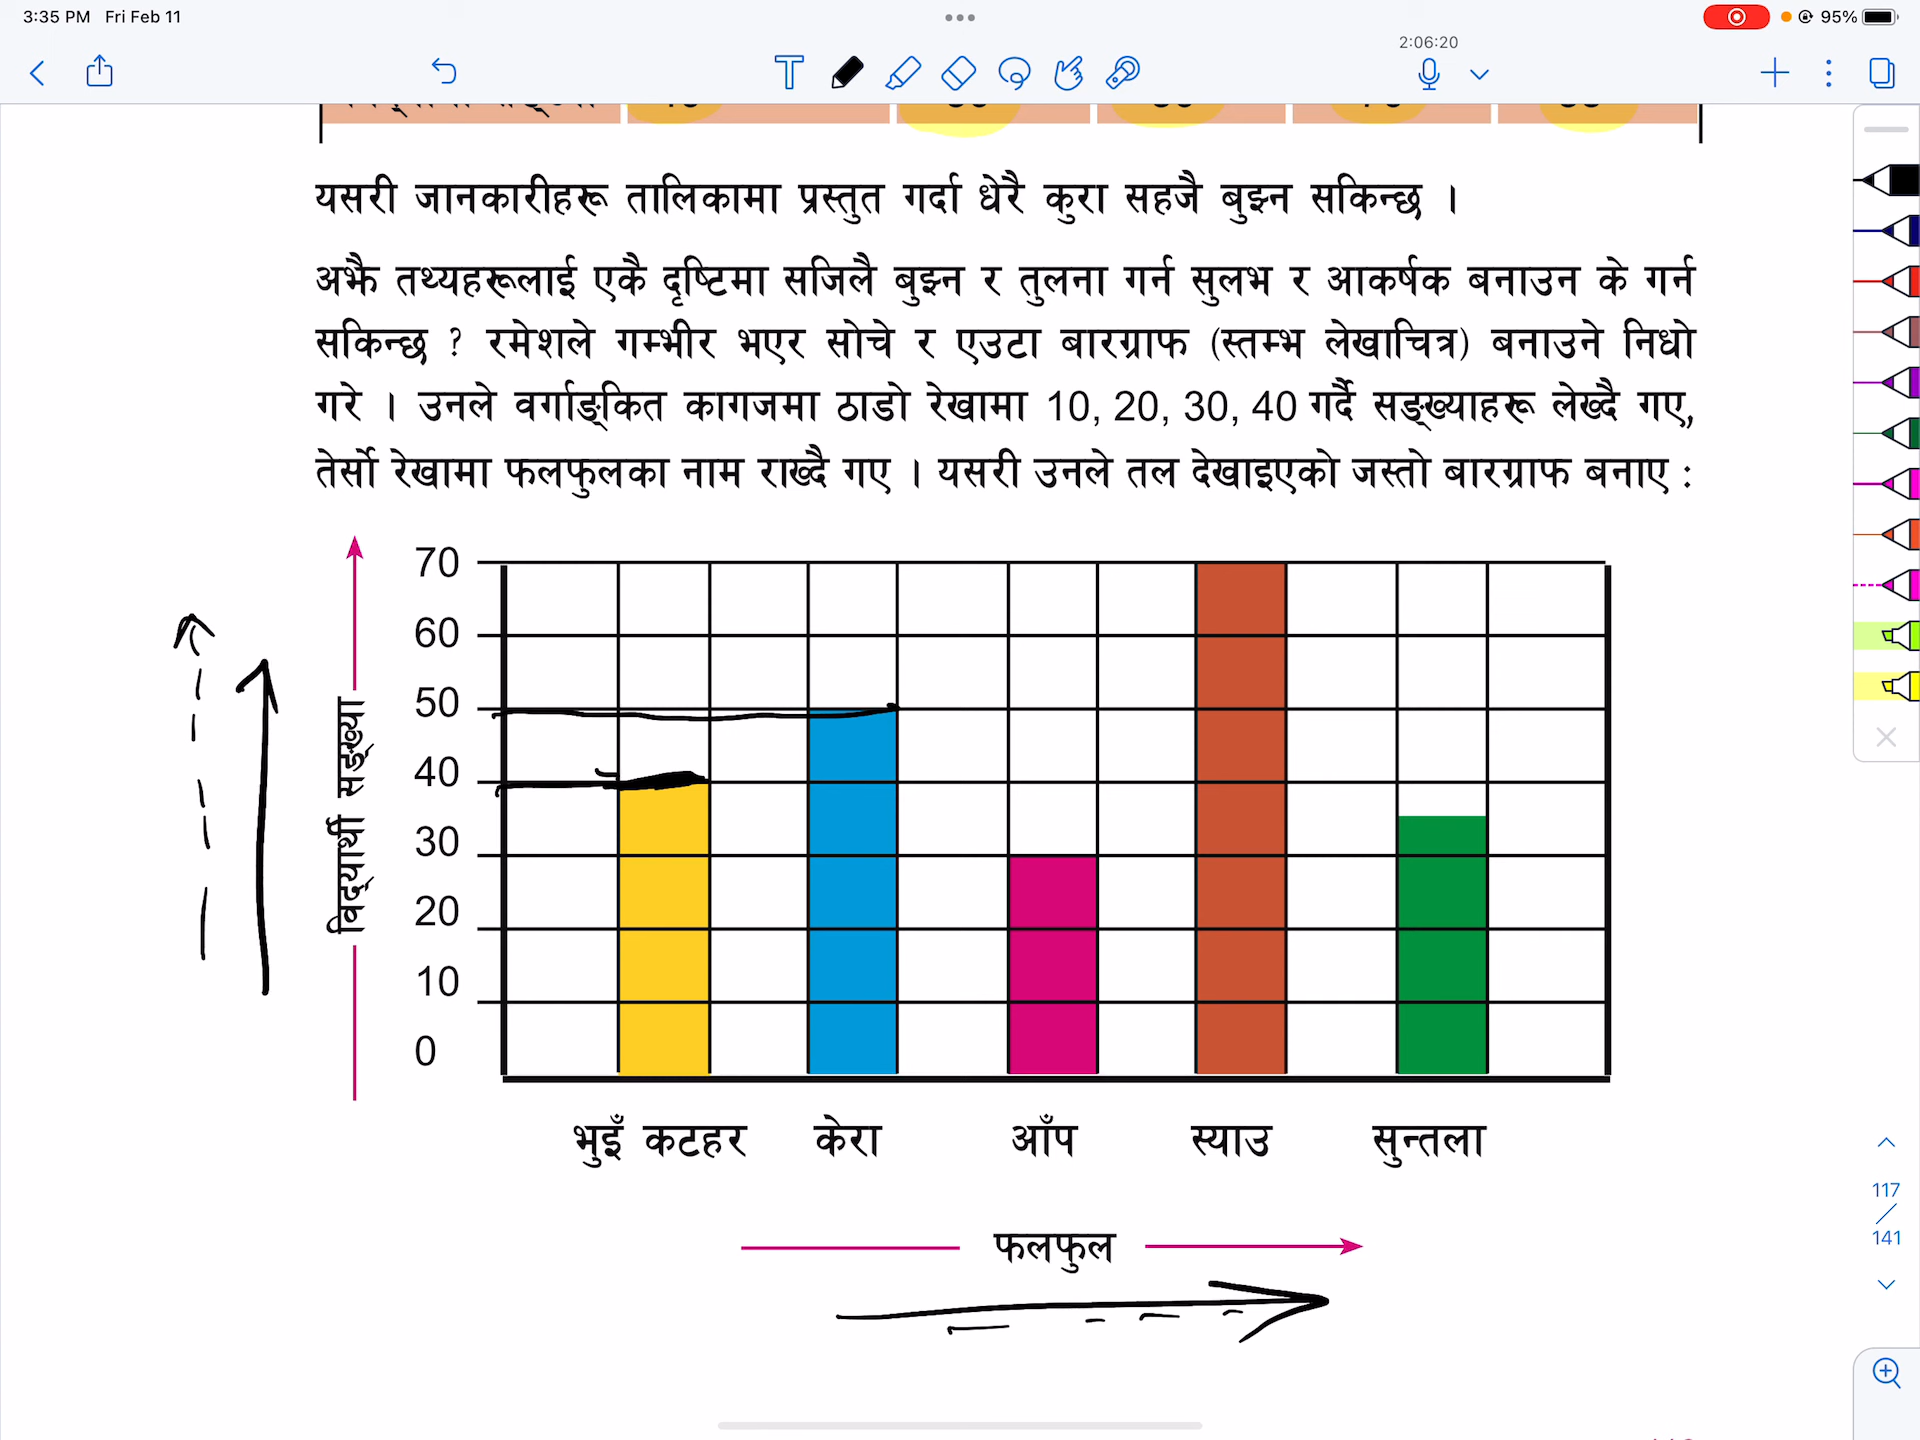 3:35 PM Fri Feb 11
95%
2:06:20
यसरी जानकारीहरू तालिकामा प्रस्तुत गर्दा धेरै कुरा सहजै बुझ्न सकिन्छ ।
अझै तथ्यहरूलाई एकै दृष्टिमा सजिलै बुझ्न र तुलना गर्न सुलभ र आकर्षक बनाउन के गर्न
सकिन्छ ? रमेशले गम्भीर भएर सोचे र एउटा बारग्राफ (स्तम्भ लेखाचित्र) बनाउने निधो
गरे । उनले वर्गाङ्कित कागजमा ठाडो रेखामा 10, 20, 30, 40 गर्दै सङ्ख्याहरू लेख्दै गए,
तेर्सो रेखामा फलफुलका नाम राख्दै गए । यसरी उनले तल देखाइएको जस्तो बारग्राफ बनाए :
विद्यार्थी सङ्ख्या
70
60
50
40
30
20
10
0
भुइँ कटहर केरा आँप स्याउ सुन्तला
फलफुल
117
/
141